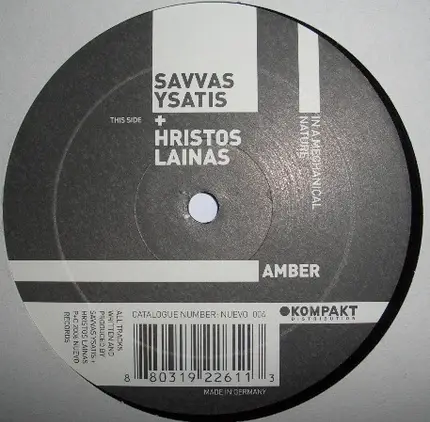 SAVVAS
YSATIS
THIS SIDE
+
HRISTOS
LAINAS
IN A MECHANICAL
NATURE
AMBER
CATALOGUE NUMBER: NUEVO 006
KOMPAKT
DISTRIBUTION
ALL TRACKS
WRITTEN AND
PRODUCED BY
SAVVAS YSATIS +
HRISTOS LAINAS
P+C 2006 NUEVO
RECORDS
8 80319 22611 3
MADE IN GERMANY